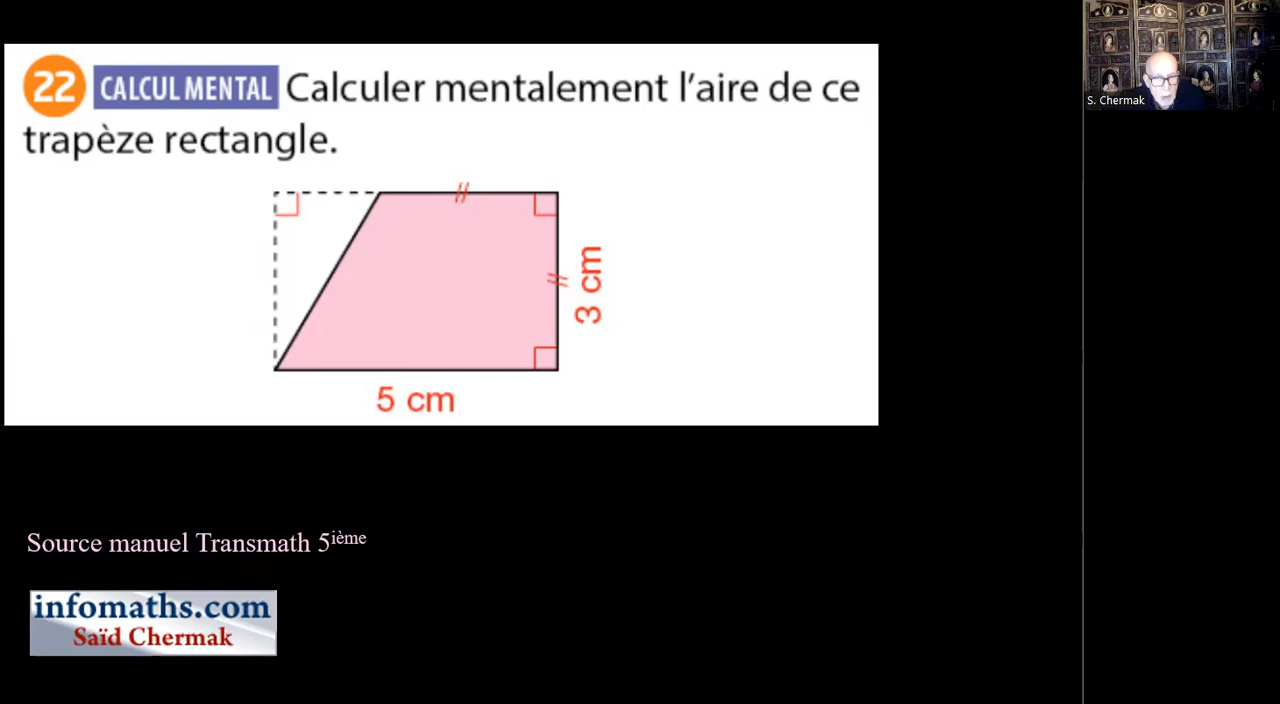 22 CALCUL MENTAL Calculer mentalement l'aire de ce
trapèze rectangle.
3 cm
5 cm
S. Chermak
Source manuel Transmath 5ième
infomaths.com
Saïd Chermak